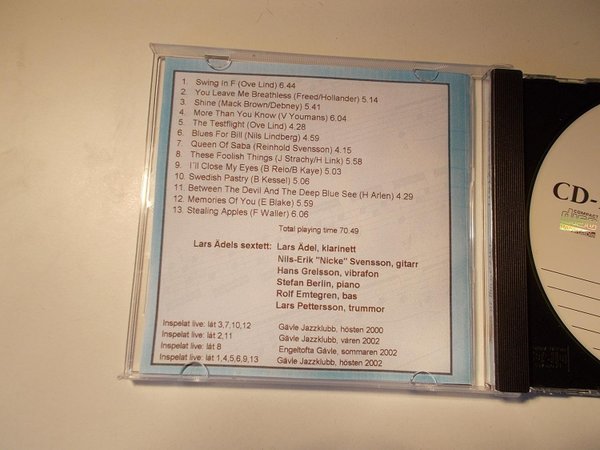 1. Swing in F (Ove Lind) 6.44
2. You Leave Me Breathless (Freed/Hollander) 5.14
3. Shine (Mack Brown/Debney) 5.41
4. More Than You Know (V Youmans) 6.04
5. The Testflight (Ove Lind) 4.28
6. Blues For Bill (Nils Lindberg) 4.59
7. Queen Of Saba (Reinhold Svensson) 4.15
8. These Foolish Things (J Strachy/H Link) 5.58
9. I´ll Close My Eyes (B Reio/B Kaye) 5.03
10. Swedish Pastry (B Kessel) 5.06
11. Between The Devil And The Deep Blue See (H Arlen) 4.29
12. Memories Of You (E Blake) 5.59
13. Stealing Apples (F Waller) 6.06
Total playing time 70.49
Lars Ädels sextett: Lars Ädel, klarinett
Nils-Erik "Nicke" Svensson, gitarr
Hans Greisson, vibrafon
Stefan Berlin, piano
Rolf Emtegren, bas
Lars Pettersson, trummor
Inspelat live: låt 3,7,10,12 Gävle Jazzklubb, hösten 2000
Inspelat live: låt 2,11 Gävle Jazzklubb, våren 2002
Inspelat live: låt 8 Engeltofta Gävle, sommaren 2002
Inspelat live: låt 1,4,5,6,9,13 Gävle Jazzklubb, hösten 2002
CD-
COMPACT